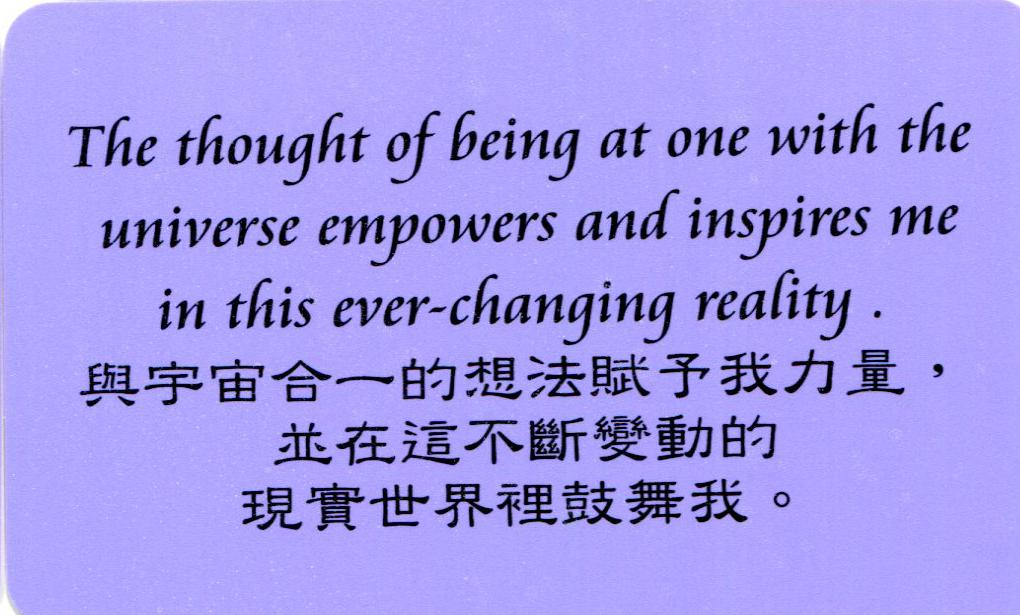 The thought of being at one with the
universe empowers and inspires me
in this ever-changing reality .
與宇宙合一的想法賦予我力量，
並在這不斷變動的
現實世界裡鼓舞我。